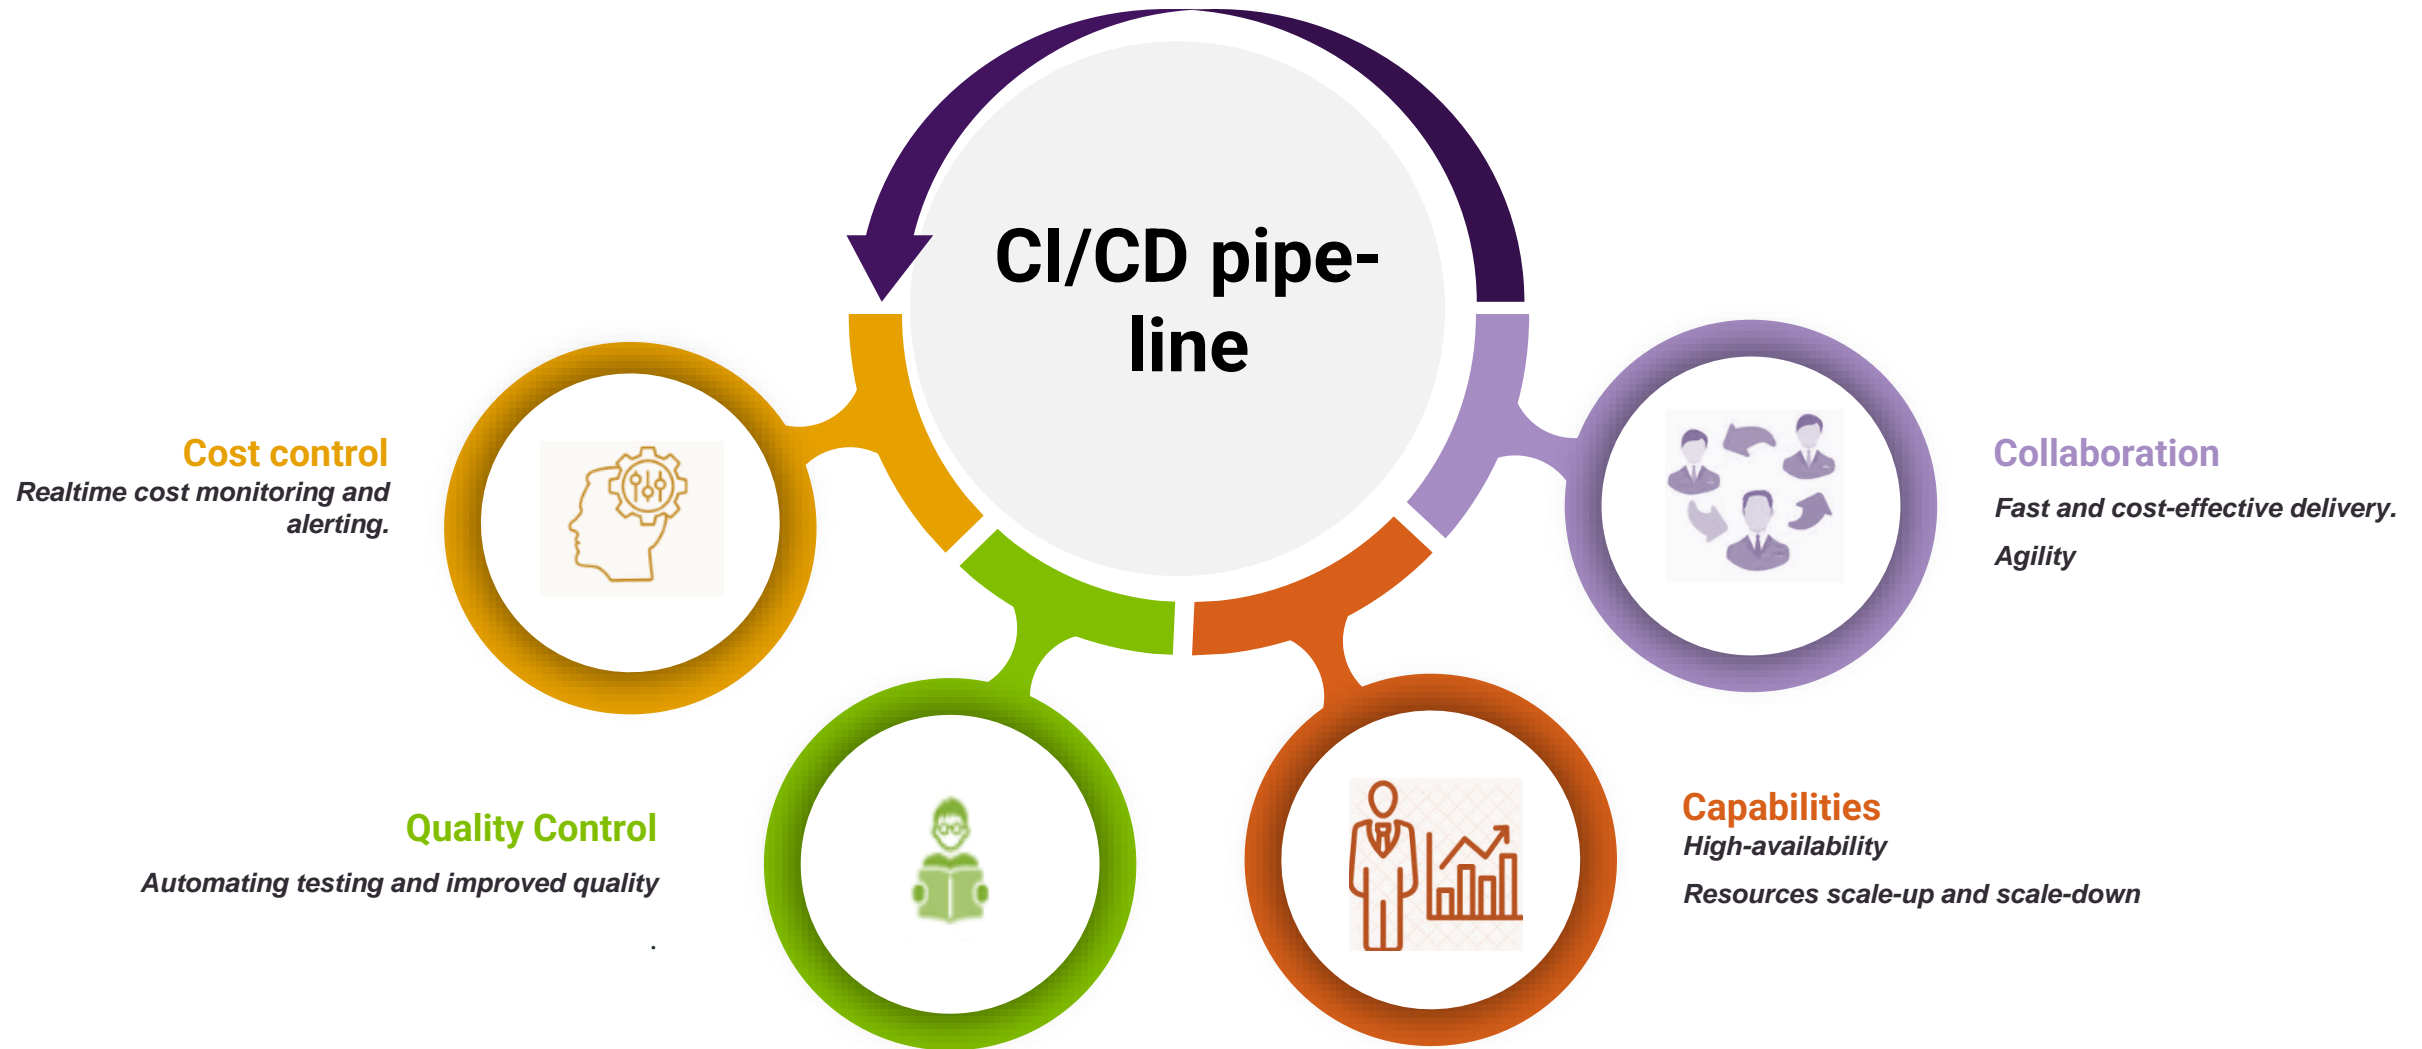 CI/CD pipe-
line
Cost control
Realtime cost monitoring and
alerting.
Collaboration
Fast and cost-effective delivery.
Agility
Quality Control
Automating testing and improved quality
.
Capabilities
High-availability
Resources scale-up and scale-down